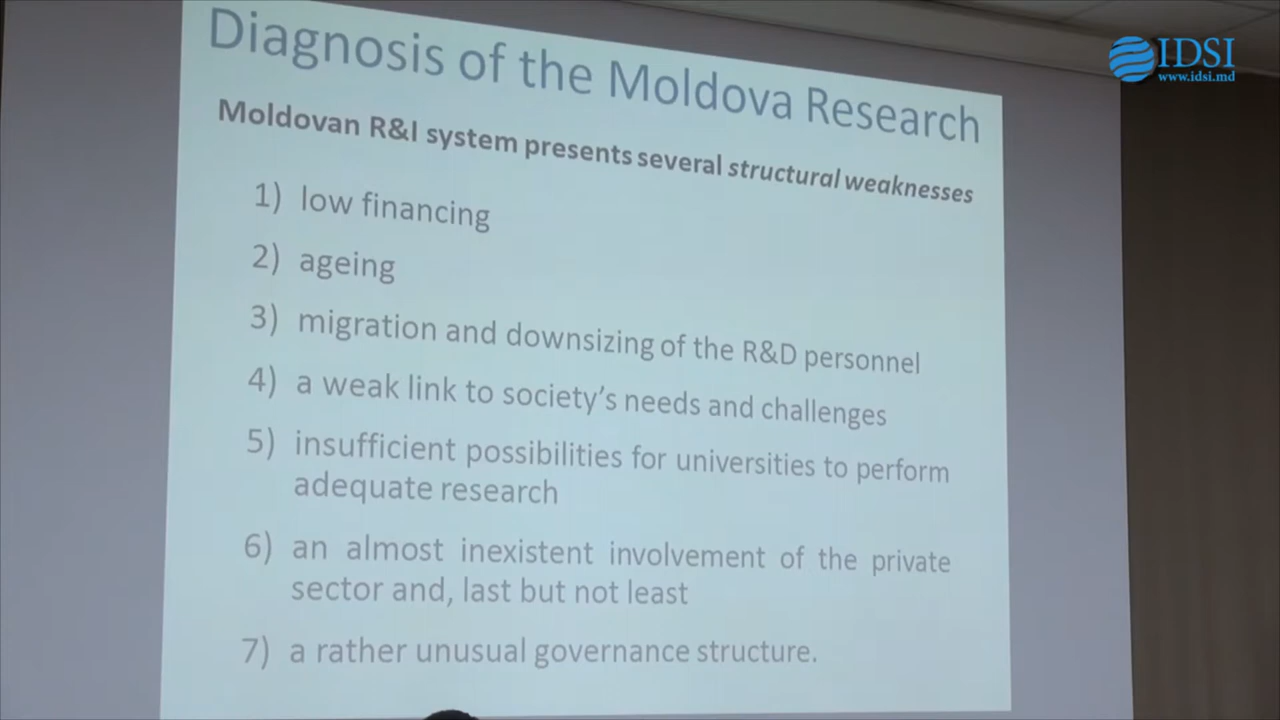 Diagnosis of the Moldova Research
IDSI
www.idsi.md
Moldovan R&I system presents several structural weaknesses
1) low financing
2) ageing
3) migration and downsizing of the R&D personnel
4) a weak link to society's needs and challenges
5) insufficient possibilities for universities to perform
adequate research
6) an almost inexistent involvement of the private
sector and, last but not least
7) a rather unusual governance structure.